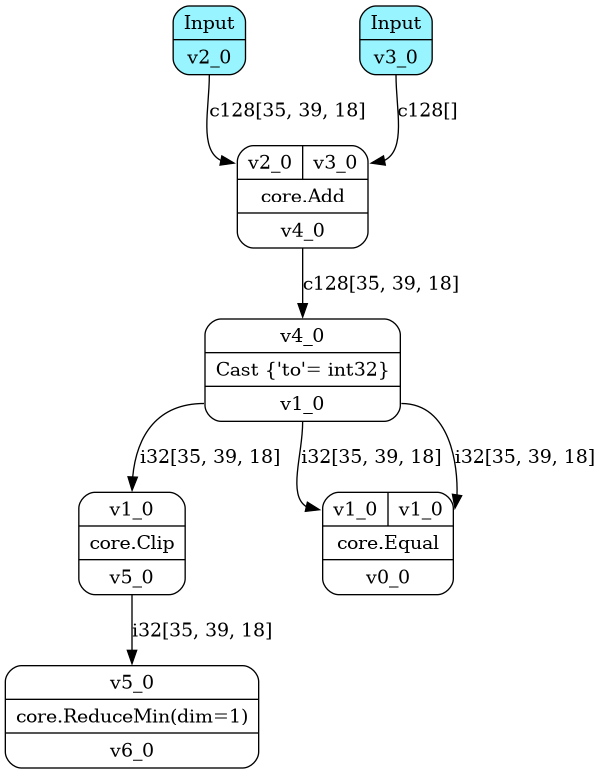 Input
v2_0
Input
v3_0
c128[35, 39, 18]
c128[]
v2_0 v3_0
core.Add
v4_0
c128[35, 39, 18]
v4_0
Cast {'to'= int32}
v1_0
i32[35, 39, 18]
i32[35, 39, 18]
i32[35, 39, 18]
v1_0
core.Clip
v5_0
v1_0 v1_0
core.Equal
v0_0
i32[35, 39, 18]
v5_0
core.ReduceMin(dim=1)
v6_0